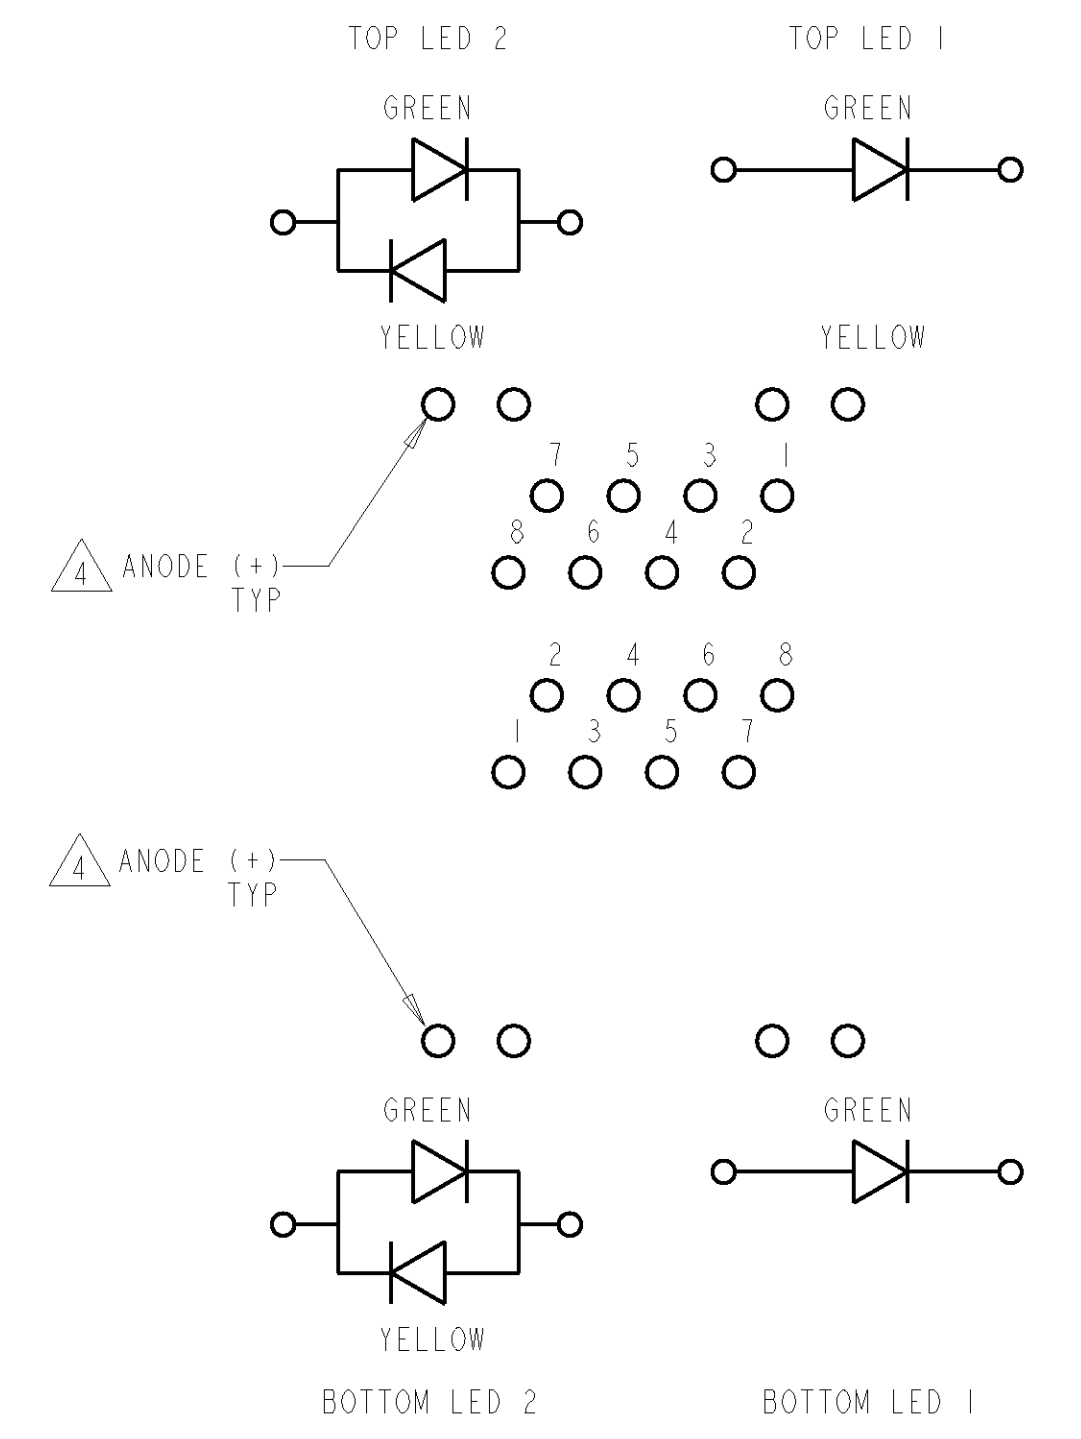 TOP LED 2
TOP LED 1
GREEN
GREEN
YELLOW
YELLOW
7 5 3 1
8 6 4 2
4 ANODE (+)
TYP
2 4 6 8
1 3 5 7
4 ANODE (+)
TYP
GREEN
GREEN
YELLOW
BOTTOM LED 2
BOTTOM LED 1